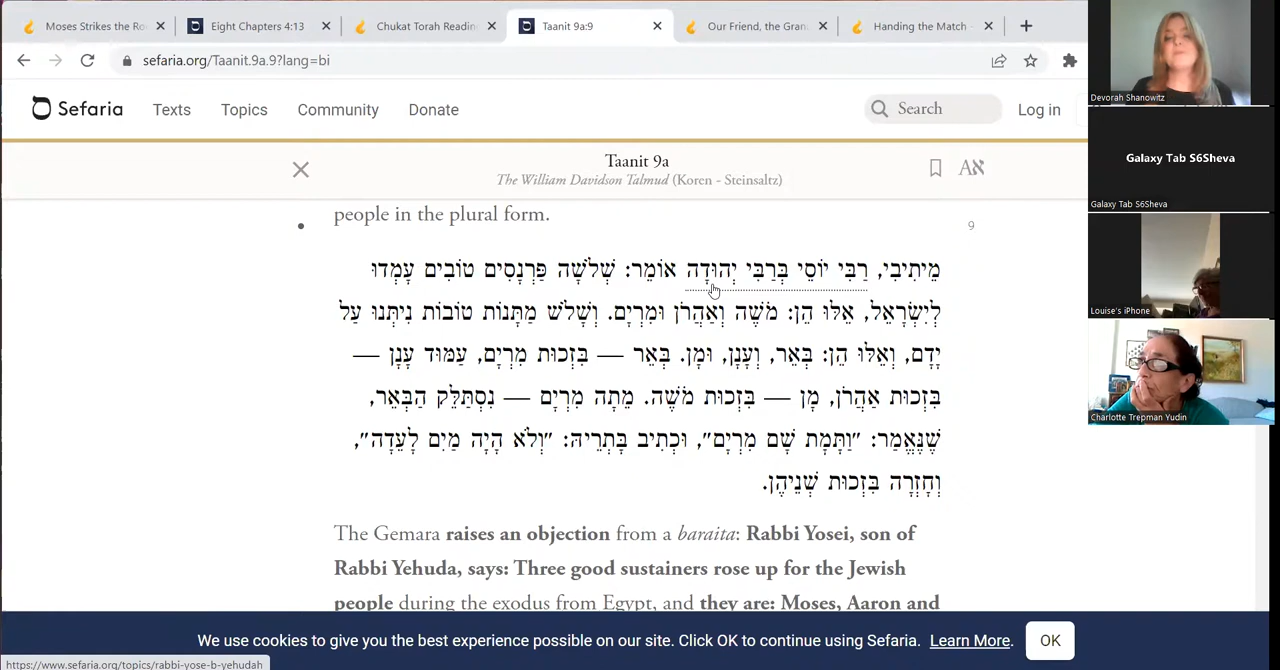 Moses Strikes the Ro
Eight Chapters 4:13
Chukat Torah Readin
Taanit 9a:9
Our Friend, the Gran
Handing the Match -
sefaria.org/Taanit.9a.9?lang=bi
Sefaria
Texts
Topics
Community
Donate
Search
Log in
Taanit 9a
The William Davidson Talmud (Koren - Steinsaltz)
Aא
people in the plural form.
9
מֵיתִיבִי, רַבִּי יוֹסֵי בְּרַבִּי יְהוּדָה אוֹמֵר: שְׁלֹשָׁה פַּרְנָסִים טוֹבִים עָמְדוּ
לְיִשְׂרָאֵל, אֵלּוּ הֵן: מֹשֶׁה וְאַהֲרֹן וּמִרְיָם. וְשָׁלֹשׁ מַתָּנוֹת טוֹבוֹת נִיתְּנוּ עַל
יָדָם, וְאֵלּוּ הֵן: בְּאֵר, וְעָנָן, וּמָן. בְּאֵר — בִּזְכוּת מִרְיָם, עַמּוּד עָנָן —
בִּזְכוּת אַהֲרֹן, מָן — בִּזְכוּת מֹשֶׁה. מֵתָה מִרְיָם — נִסְתַּלֵּק הַבְּאֵר,
שֶׁנֶּאֱמַר: ״וַתָּמׇת שָׁם מִרְיָם״, וּכְתִיב בָּתְרֵיהּ: ״וְלֹא הָיָה מַיִם לָעֵדָה״,
וְחָזְרָה בִּזְכוּת שְׁנֵיהֶן.
The Gemara raises an objection from a baraita: Rabbi Yosei, son of
Rabbi Yehuda, says: Three good sustainers rose up for the Jewish
people during the exodus from Egypt, and they are: Moses, Aaron and
We use cookies to give you the best experience possible on our site. Click OK to continue using Sefaria. Learn More.
OK
https://www.sefaria.org/topics/rabbi-yose-b-yehudah
Devorah Shanowitz
Galaxy Tab S6Sheva
Galaxy Tab S6Sheva
Louise's iPhone
Charlotte Trepman Yudin